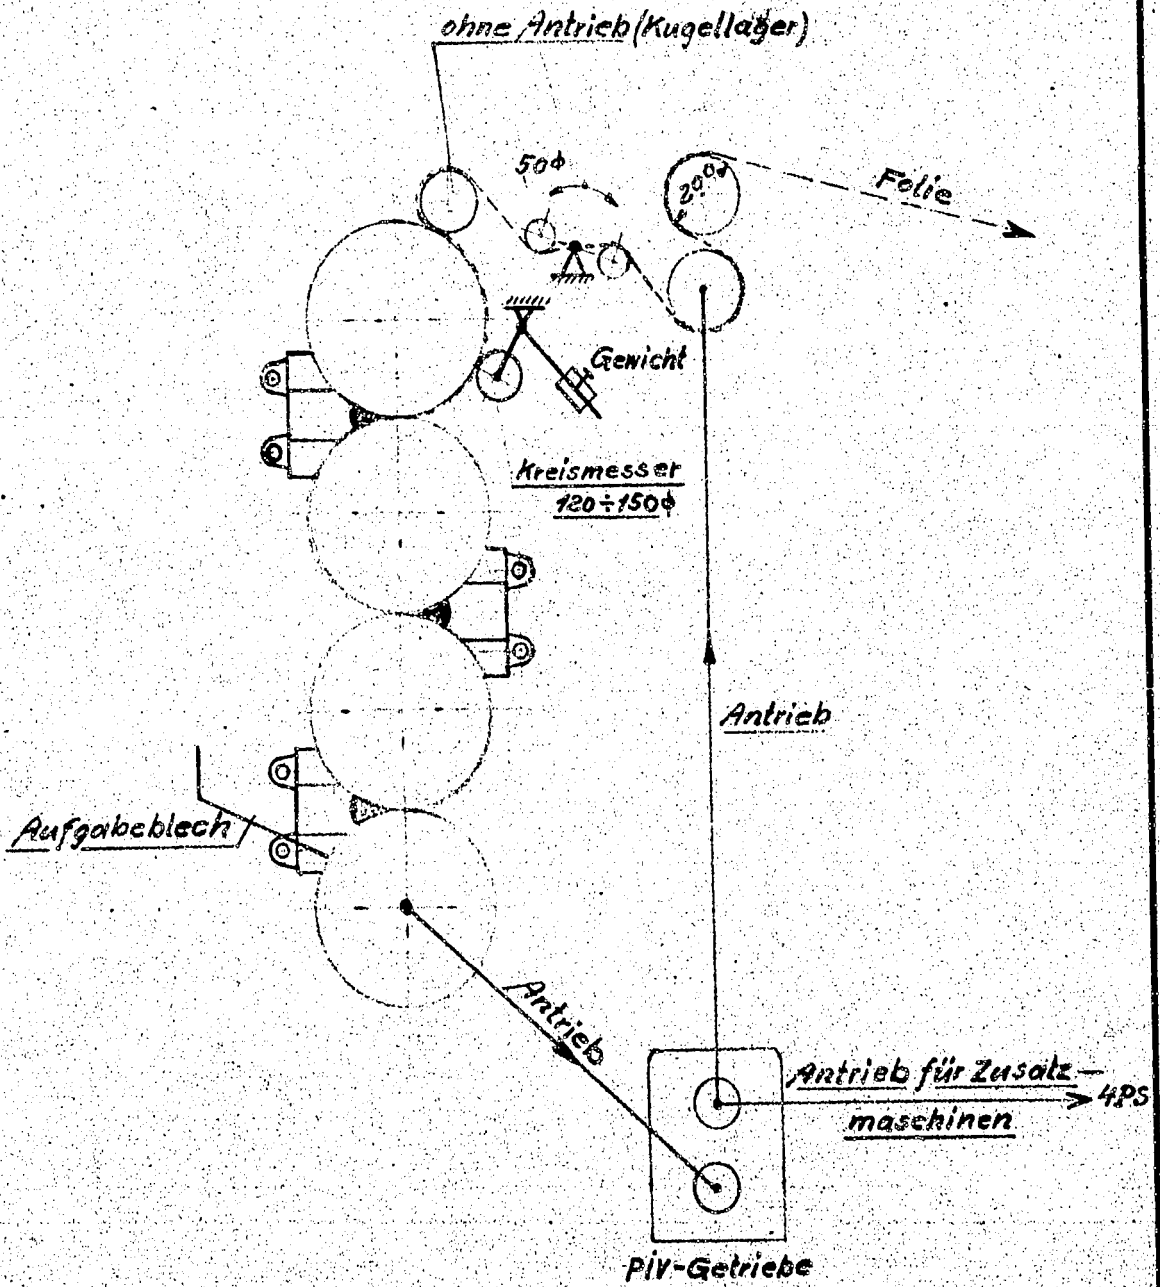 ohne Antrieb (Kugellager)
50ϕ
200ϕ
Folie
Gewicht
Kreismesser
120÷150ϕ
Antrieb
Aufgabeblech
Antrieb
Antrieb für Zusatz-
maschinen
4PS
PiV-Getriebe